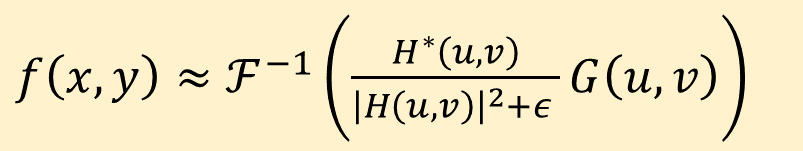 f(x, y) ≈ ℱ⁻¹ ( H*(u,v) / |H(u,v)|²+ϵ G(u, v) )